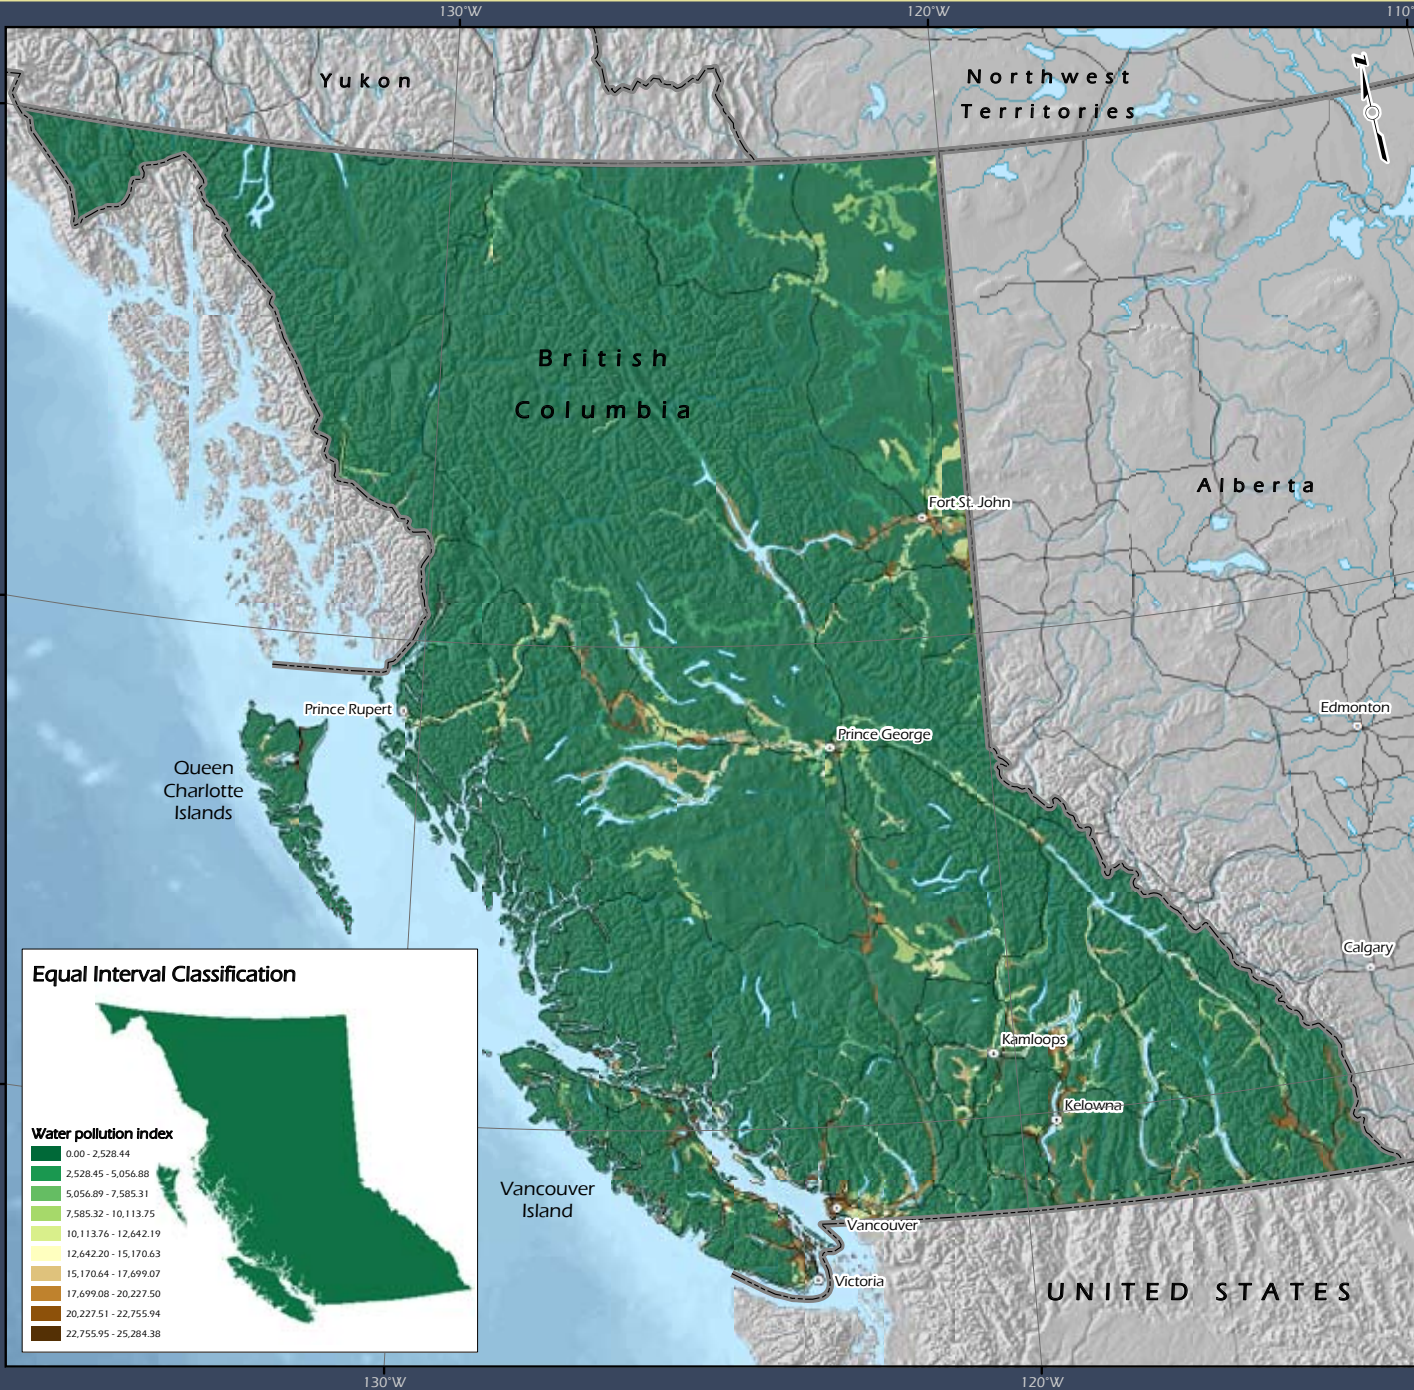 130°W
120°W
110°
Yukon
Northwest
Territories
British
Columbia
Alberta
Fort St. John
Edmonton
Prince Rupert
Prince George
Queen
Charlotte
Islands
Calgary
Equal Interval Classification
Kamloops
Kelowna
Water pollution index
0.00 - 2,528.44
2,528.45 - 5,056.88
5,056.89 - 7,585.31
7,585.32 - 10,113.75
10,113.76 - 12,642.19
12,642.20 - 15,170.63
15,170.64 - 17,699.07
17,699.08 - 20,227.50
20,227.51 - 22,755.94
22,755.95 - 25,284.38
Vancouver
Island
Vancouver
Victoria
UNITED STATES
130°W
120°W